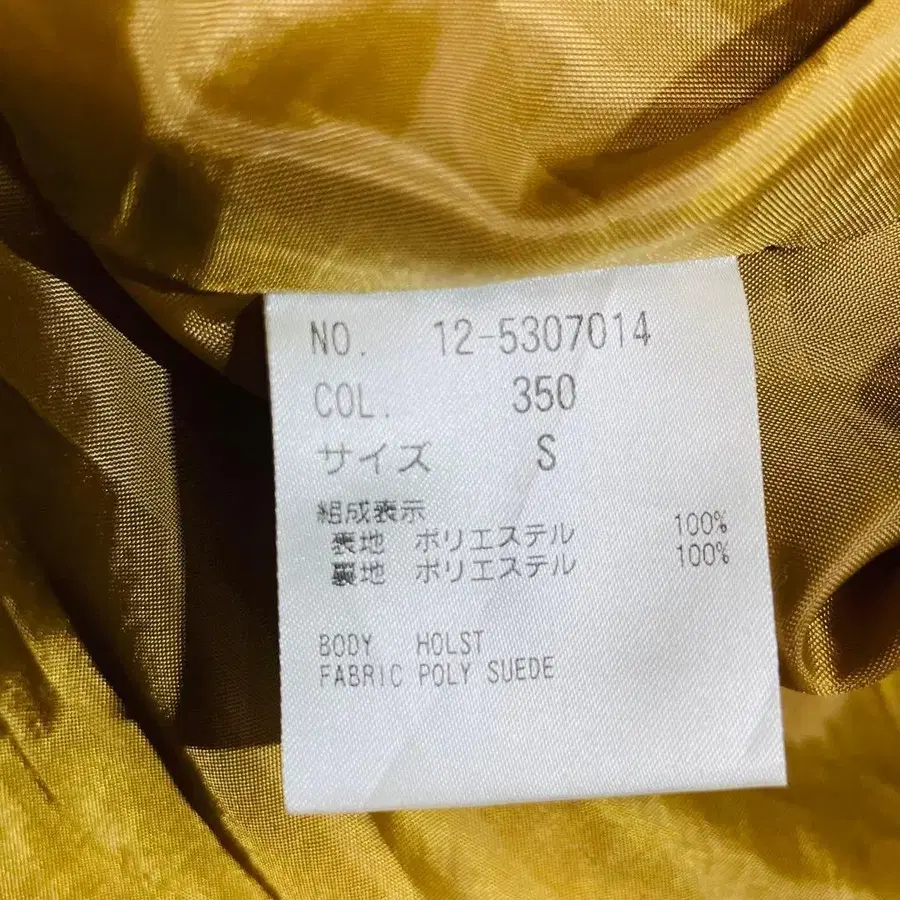 NO. 12-5307014
COL. 350
サイズ S
組成表示
表地 ポリエステル 100%
裏地 ポリエステル 100%
BODY HOLST
FABRIC POLY SUEDE